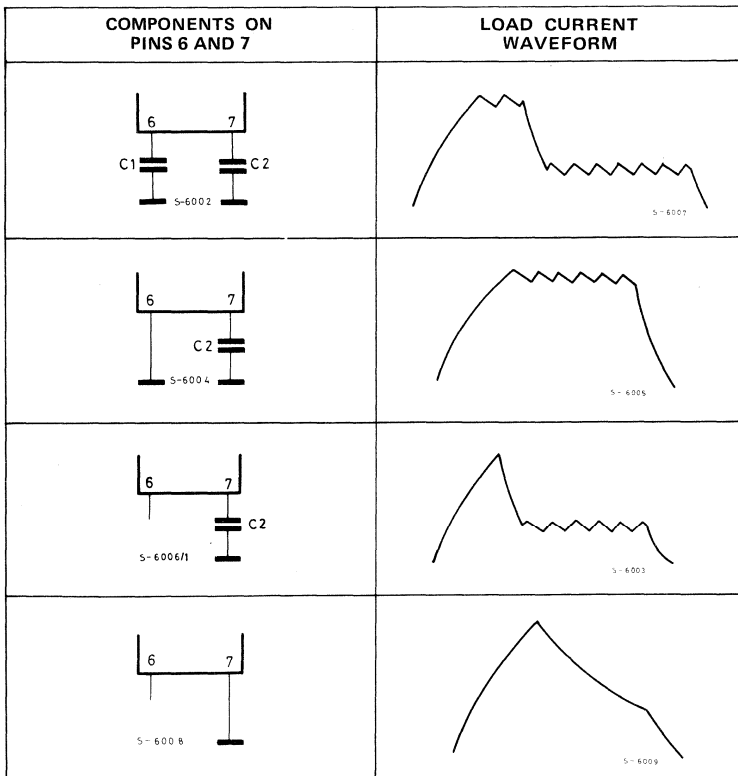 COMPONENTS ON
PINS 6 AND 7
LOAD CURRENT
WAVEFORM
6 7
C1 C2
S-6002
S-6007
6 7
C2
S-6004
S-6005
6 7
C2
S-6006/1
S-6003
6 7
S-6008
S-6009